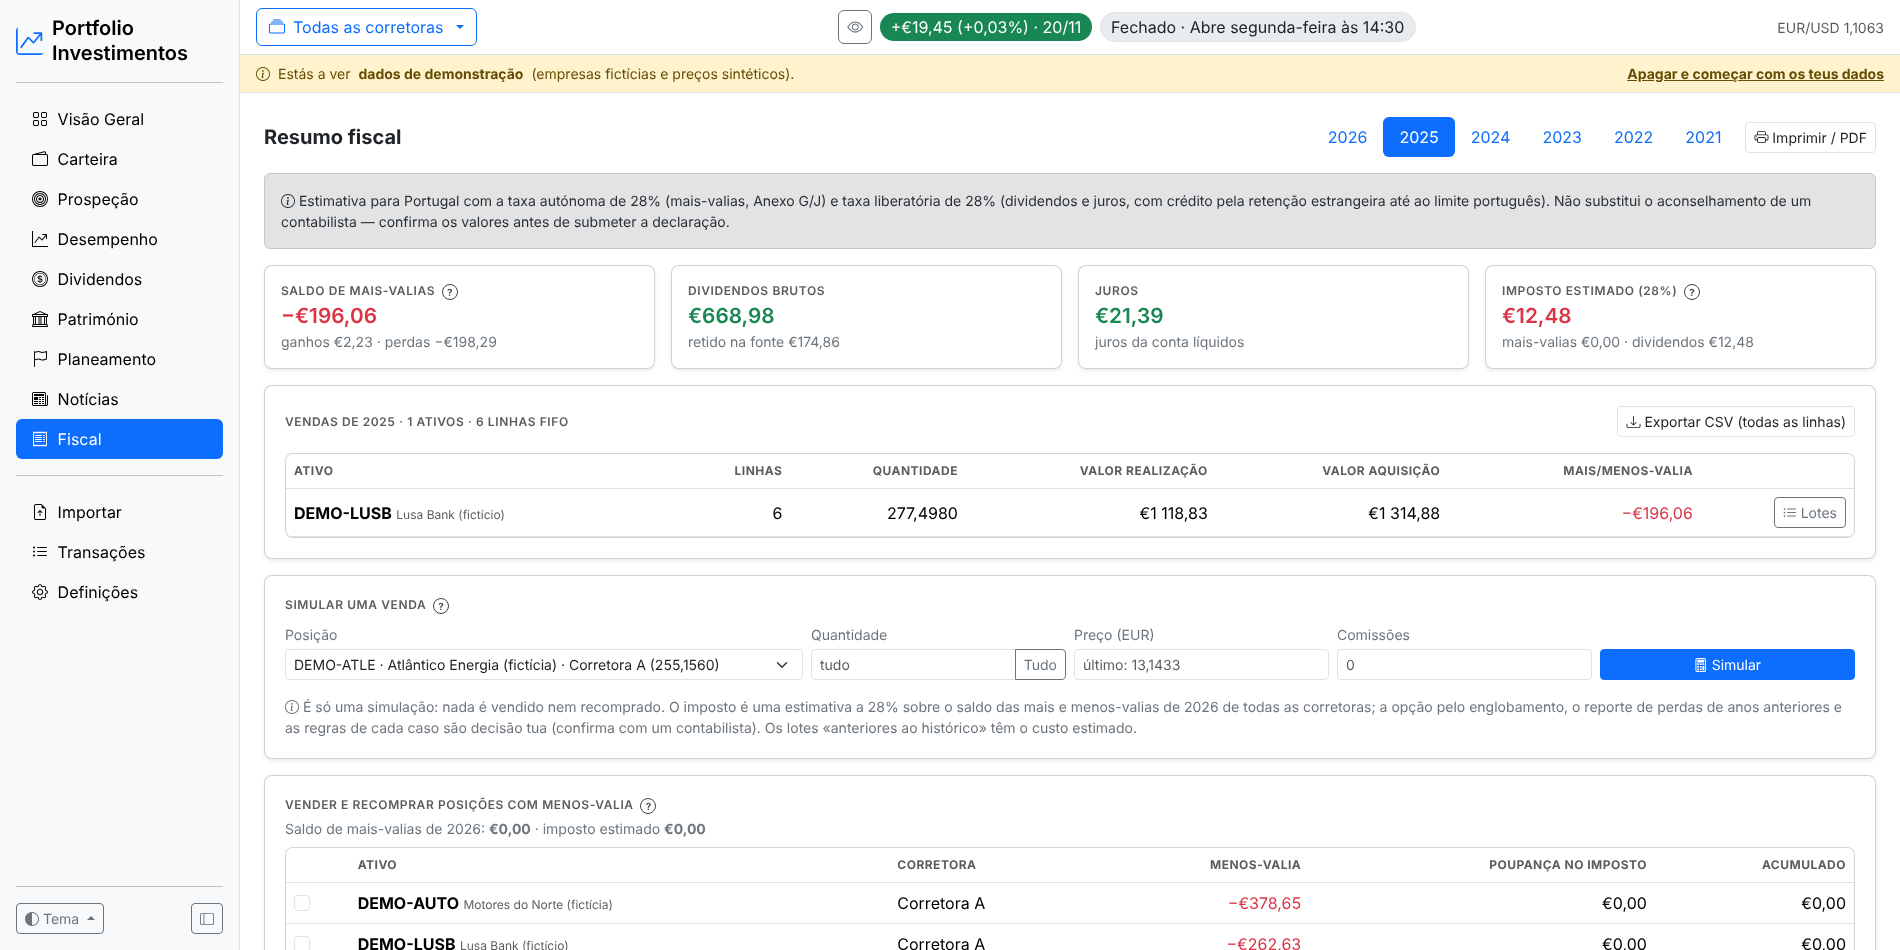 Portfolio
Investimentos
Todas as corretoras
+€19,45 (+0,03%) · 20/11
Fechado · Abre segunda-feira às 14:30
EUR/USD 1,1063
Estás a ver dados de demonstração (empresas fictícias e preços sintéticos).
Apagar e começar com os teus dados
Visão Geral
Carteira
Prospeção
Desempenho
Dividendos
Património
Planeamento
Notícias
Fiscal
Importar
Transações
Definições
Tema
Resumo fiscal
2026 2025 2024 2023 2022 2021 Imprimir / PDF
Estimativa para Portugal com a taxa autónoma de 28% (mais-valias, Anexo G/J) e taxa liberatória de 28% (dividendos e juros, com crédito pela retenção estrangeira até ao limite português). Não substitui o aconselhamento de um
contabilista — confirma os valores antes de submeter a declaração.
SALDO DE MAIS-VALIAS ?
−€196,06
ganhos €2,23 · perdas −€198,29
DIVIDENDOS BRUTOS
€668,98
retido na fonte €174,86
JUROS
€21,39
juros da conta líquidos
IMPOSTO ESTIMADO (28%) ?
€12,48
mais-valias €0,00 · dividendos €12,48
VENDAS DE 2025 · 1 ATIVOS · 6 LINHAS FIFO
Exportar CSV (todas as linhas)
ATIVO LINHAS QUANTIDADE VALOR REALIZAÇÃO VALOR AQUISIÇÃO MAIS/MENOS-VALIA
DEMO-LUSB Lusa Bank (fictício) 6 277,4980 €1 118,83 €1 314,88 −€196,06 Lotes
SIMULAR UMA VENDA ?
Posição Quantidade Preço (EUR) Comissões
DEMO-ATLE · Atlântico Energia (fictícia) · Corretora A (255,1560) tudo Tudo último: 13,1433 0 Simular
É só uma simulação: nada é vendido nem recomprado. O imposto é uma estimativa a 28% sobre o saldo das mais e menos-valias de 2026 de todas as corretoras; a opção pelo englobamento, o reporte de perdas de anos anteriores e
as regras de cada caso são decisão tua (confirma com um contabilista). Os lotes «anteriores ao histórico» têm o custo estimado.
VENDER E RECOMPRAR POSIÇÕES COM MENOS-VALIA ?
Saldo de mais-valias de 2026: €0,00 · imposto estimado €0,00
ATIVO CORRETORA MENOS-VALIA POUPANÇA NO IMPOSTO ACUMULADO
DEMO-AUTO Motores do Norte (fictícia) Corretora A −€378,65 €0,00 €0,00
DEMO-LUSB Lusa Bank (fictício) Corretora A −€262,63 €0,00 €0,00